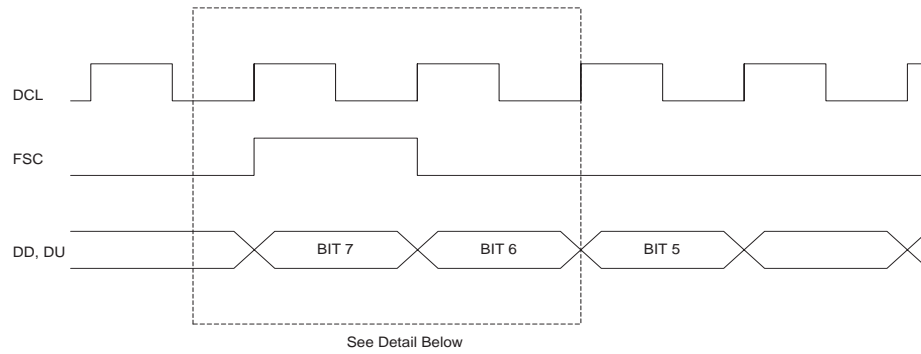 DCL
FSC
DD, DU
BIT 7
BIT 6
BIT 5
See Detail Below